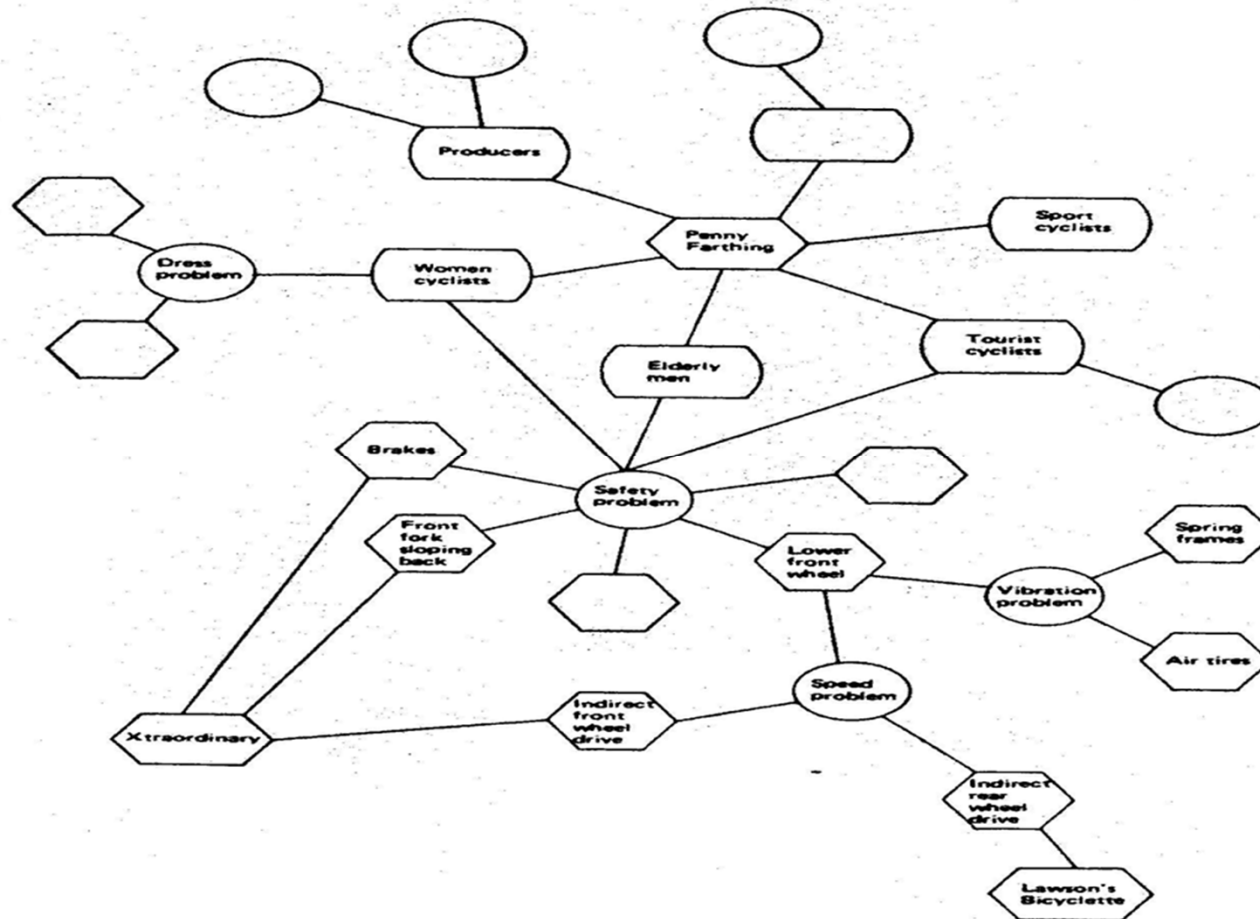 Producers
Penny
Farthing
Sport
cyclists
Dress
problem
Women
cyclists
Tourist
cyclists
Elderly
men
Brakes
Safety
problem
Front
fork
sloping
back
Lower
front
wheel
Spring
frames
Vibration
problem
Air tires
Speed
problem
Indirect
front
wheel
drive
Xtraordinary
Indirect
rear
wheel
drive
Lawson's
Bicyclette